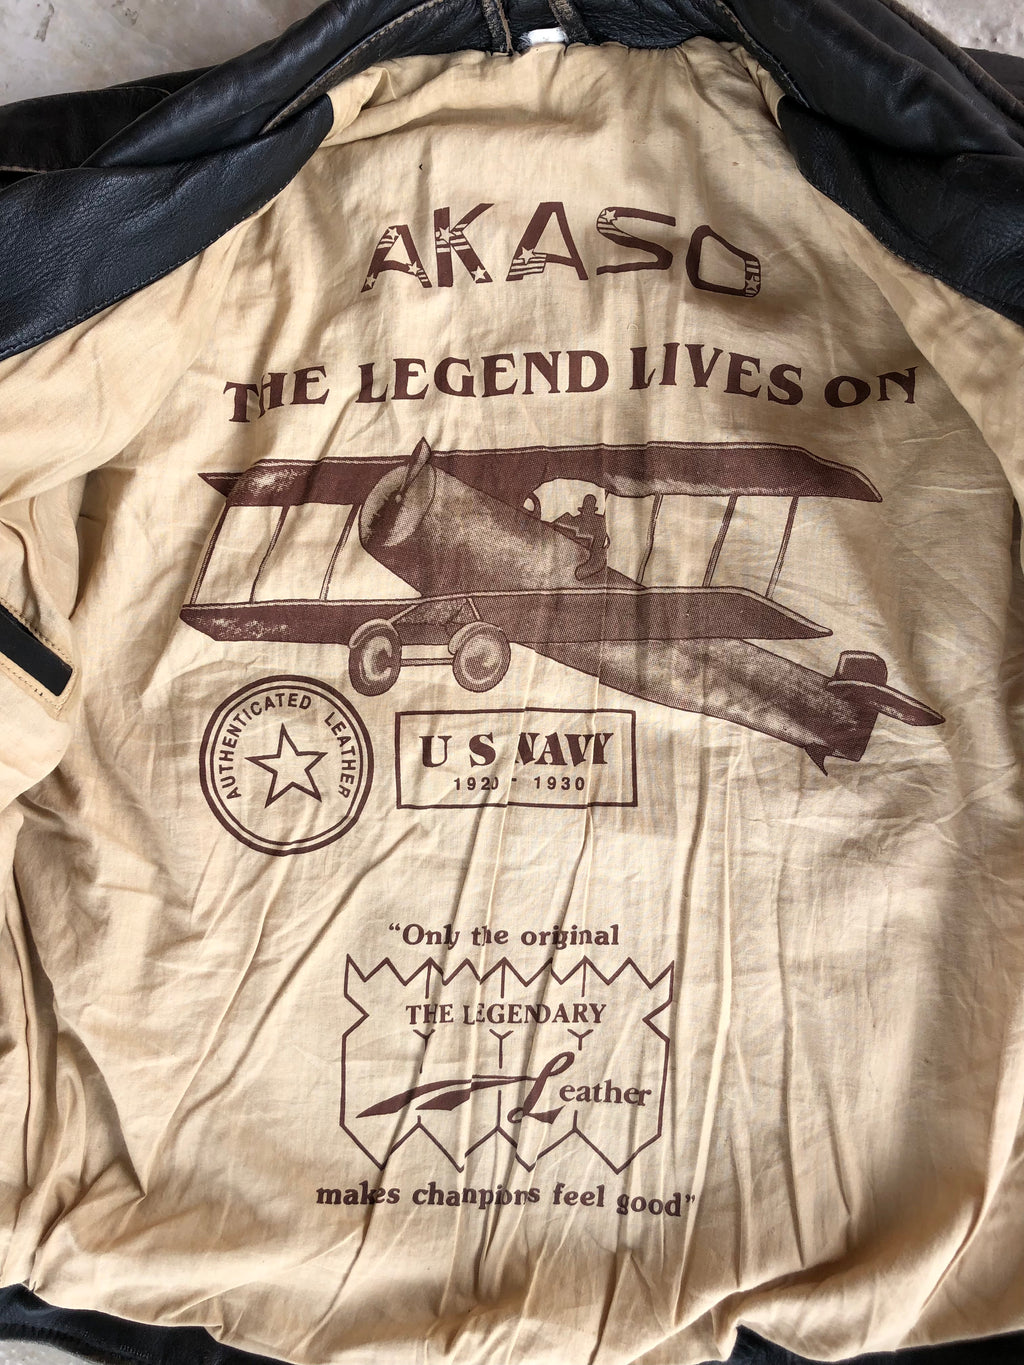 AKASO
THE LEGEND LIVES ON
AUTHENTICATED LEATHER
U S NAVY
1920 - 1930
"Only the original
THE LEGENDARY
Leather
makes chanpions feel good"